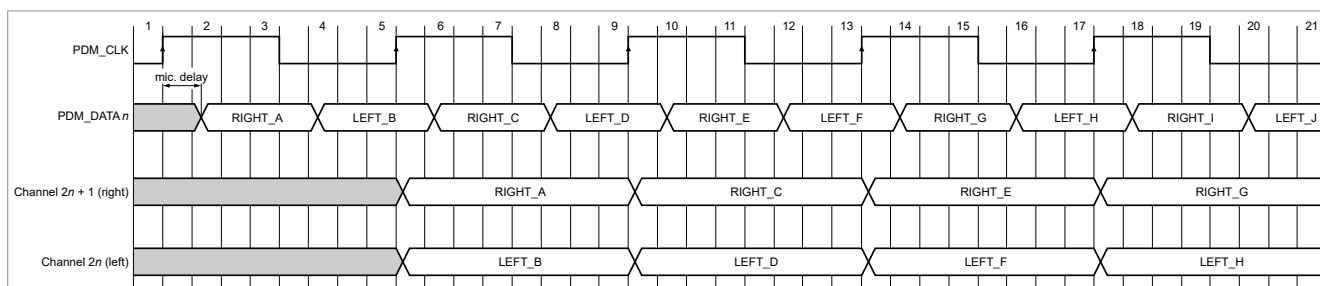 1 2 3 4 5 6 7 8 9 10 11 12 13 14 15 16 17 18 19 20 21
PDM_CLK
mic. delay
PDM_DATA n RIGHT_A LEFT_B RIGHT_C LEFT_D RIGHT_E LEFT_F RIGHT_G LEFT_H RIGHT_I LEFT_J
Channel 2n + 1 (right) RIGHT_A RIGHT_C RIGHT_E RIGHT_G
Channel 2n (left) LEFT_B LEFT_D LEFT_F LEFT_H